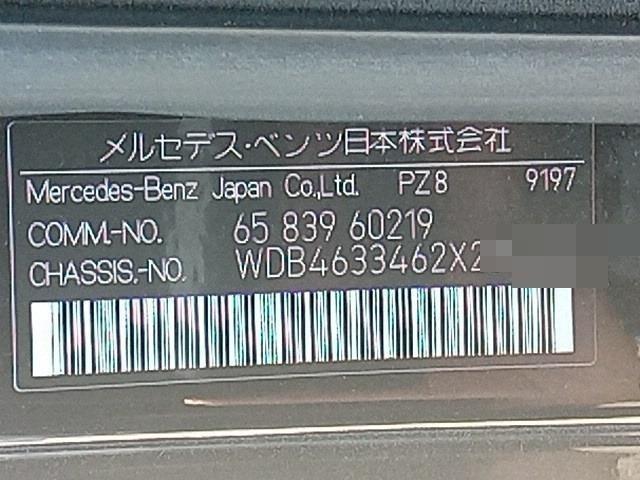 メルセデス・ベンツ日本株式会社
Mercedes-Benz Japan Co.,Ltd. PZ8 9197
COMM.-NO. 65 839 60219
CHASSIS.-NO. WDB4633462X2